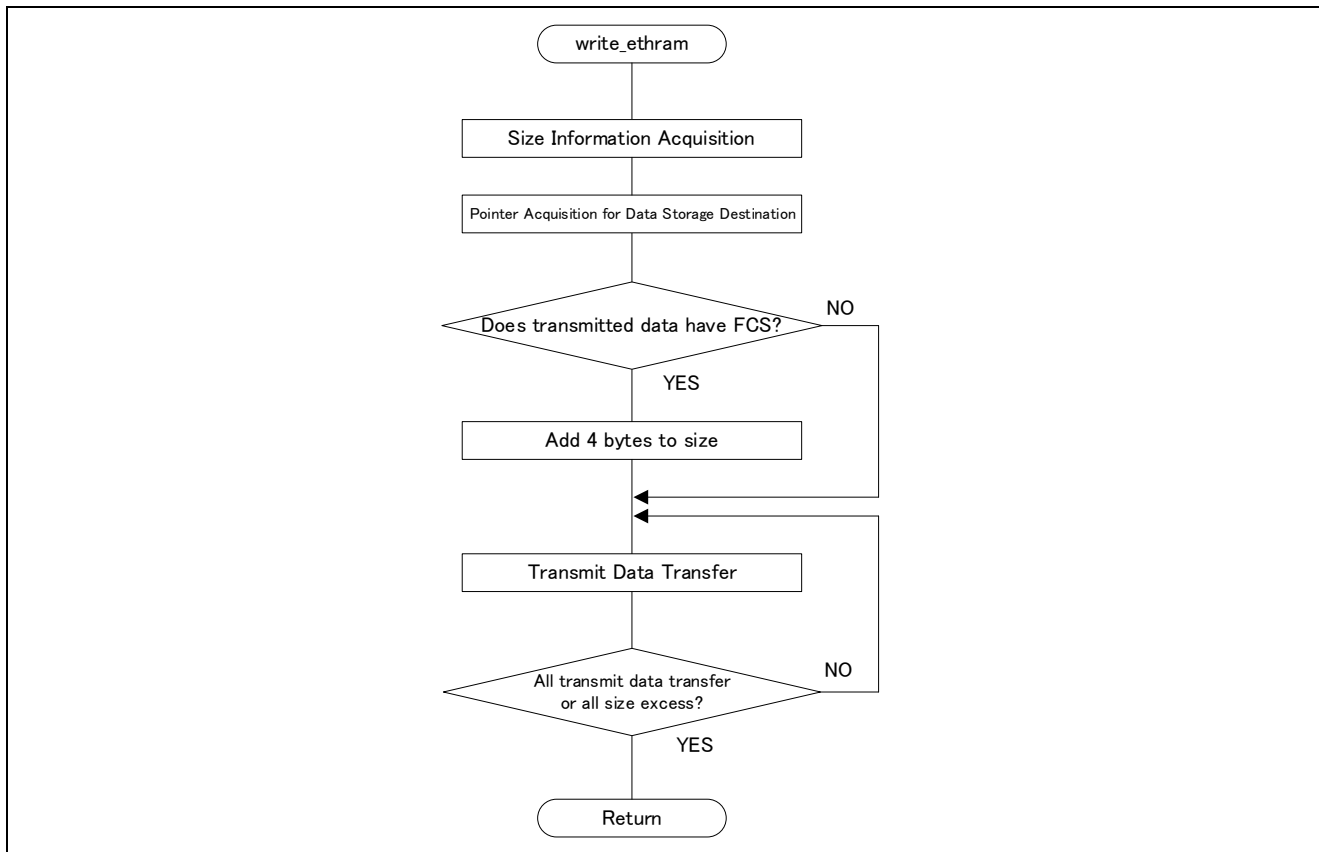 write_ethram
Size Information Acquisition
Pointer Acquisition for Data Storage Destination
Does transmitted data have FCS?
NO
YES
Add 4 bytes to size
Transmit Data Transfer
All transmit data transfer
or all size excess?
NO
YES
Return